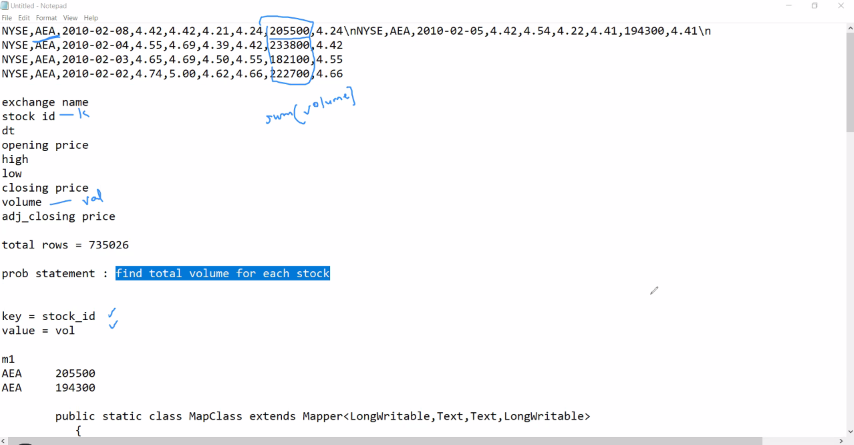 Untitled - Notepad
File Edit Format View Help
NYSE,AEA,2010-02-08,4.42,4.42,4.21,4.24,205500,4.24\nNYSE,AEA,2010-02-05,4.42,4.54,4.22,4.41,194300,4.41\n
NYSE,AEA,2010-02-04,4.55,4.69,4.39,4.42,233800,4.42
NYSE,AEA,2010-02-03,4.65,4.69,4.50,4.55,182100,4.55
NYSE,AEA,2010-02-02,4.74,5.00,4.62,4.66,222700,4.66
sum(volume)
exchange name
stock id — k
dt
opening price
high
low
closing price
volume — val
adj_closing price
total rows = 735026
prob statement : find total volume for each stock
key = stock_id ✓
value = vol ✓
m1
AEA 205500
AEA 194300
public static class MapClass extends Mapper<LongWritable,Text,Text,LongWritable>
{